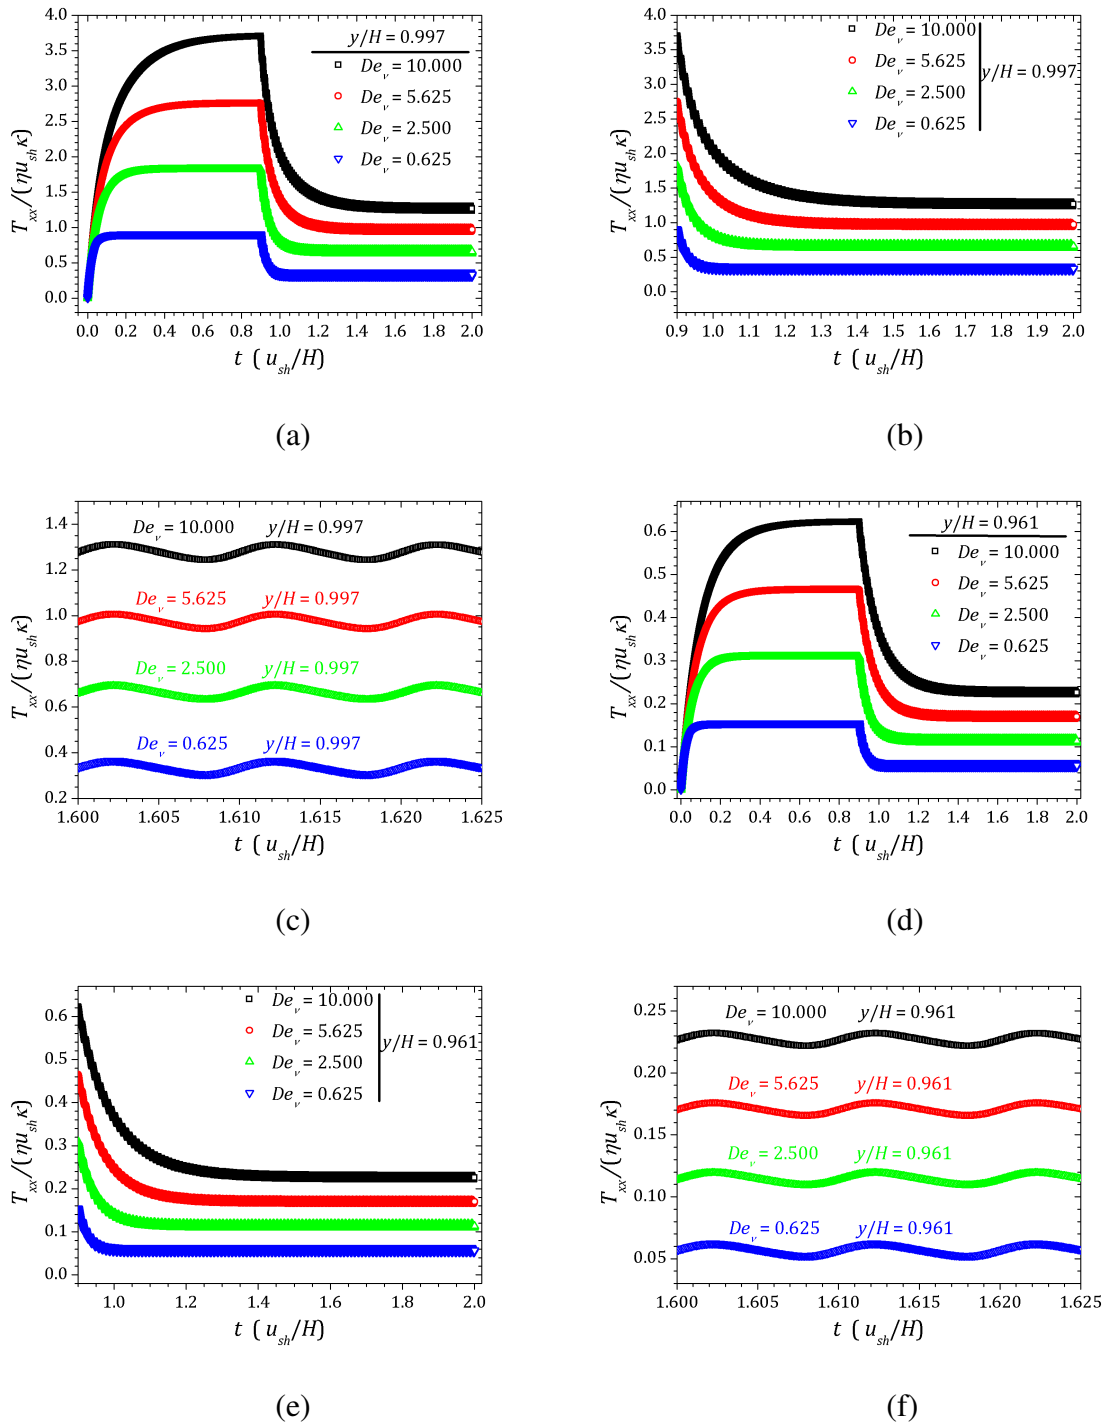 y/H = 0.997
De_ν = 10.000
De_ν = 5.625
De_ν = 2.500
De_ν = 0.625
4.0
3.5
3.0
2.5
2.0
1.5
1.0
0.5
0.0
T_xx/(ηu_shκ)
0.0 0.2 0.4 0.6 0.8 1.0 1.2 1.4 1.6 1.8 2.0
t ( u_sh/H)
(a)
De_ν = 10.000
De_ν = 5.625
y/H = 0.997
De_ν = 2.500
De_ν = 0.625
4.0
3.5
3.0
2.5
2.0
1.5
1.0
0.5
0.0
T_xx/(ηu_shκ)
0.9 1.0 1.1 1.2 1.3 1.4 1.5 1.6 1.7 1.8 1.9 2.0
t ( u_sh/H)
(b)
De_ν = 10.000 y/H = 0.997
De_ν = 5.625 y/H = 0.997
De_ν = 2.500 y/H = 0.997
De_ν = 0.625 y/H = 0.997
1.4
1.2
1.0
0.8
0.6
0.4
0.2
T_xx/(ηu_shκ)
1.600 1.605 1.610 1.615 1.620 1.625
t ( u_sh/H)
(c)
y/H = 0.961
De_ν = 10.000
De_ν = 5.625
De_ν = 2.500
De_ν = 0.625
0.6
0.5
0.4
0.3
0.2
0.1
0.0
T_xx/(ηu_shκ)
0.0 0.2 0.4 0.6 0.8 1.0 1.2 1.4 1.6 1.8 2.0
t ( u_sh/H)
(d)
De_ν = 10.000
De_ν = 5.625
y/H = 0.961
De_ν = 2.500
De_ν = 0.625
0.6
0.5
0.4
0.3
0.2
0.1
0.0
T_xx/(ηu_shκ)
1.0 1.2 1.4 1.6 1.8 2.0
t ( u_sh/H)
(e)
De_ν = 10.000 y/H = 0.961
De_ν = 5.625 y/H = 0.961
De_ν = 2.500 y/H = 0.961
De_ν = 0.625 y/H = 0.961
0.25
0.20
0.15
0.10
0.05
T_xx/(ηu_shκ)
1.600 1.605 1.610 1.615 1.620 1.625
t ( u_sh/H)
(f)